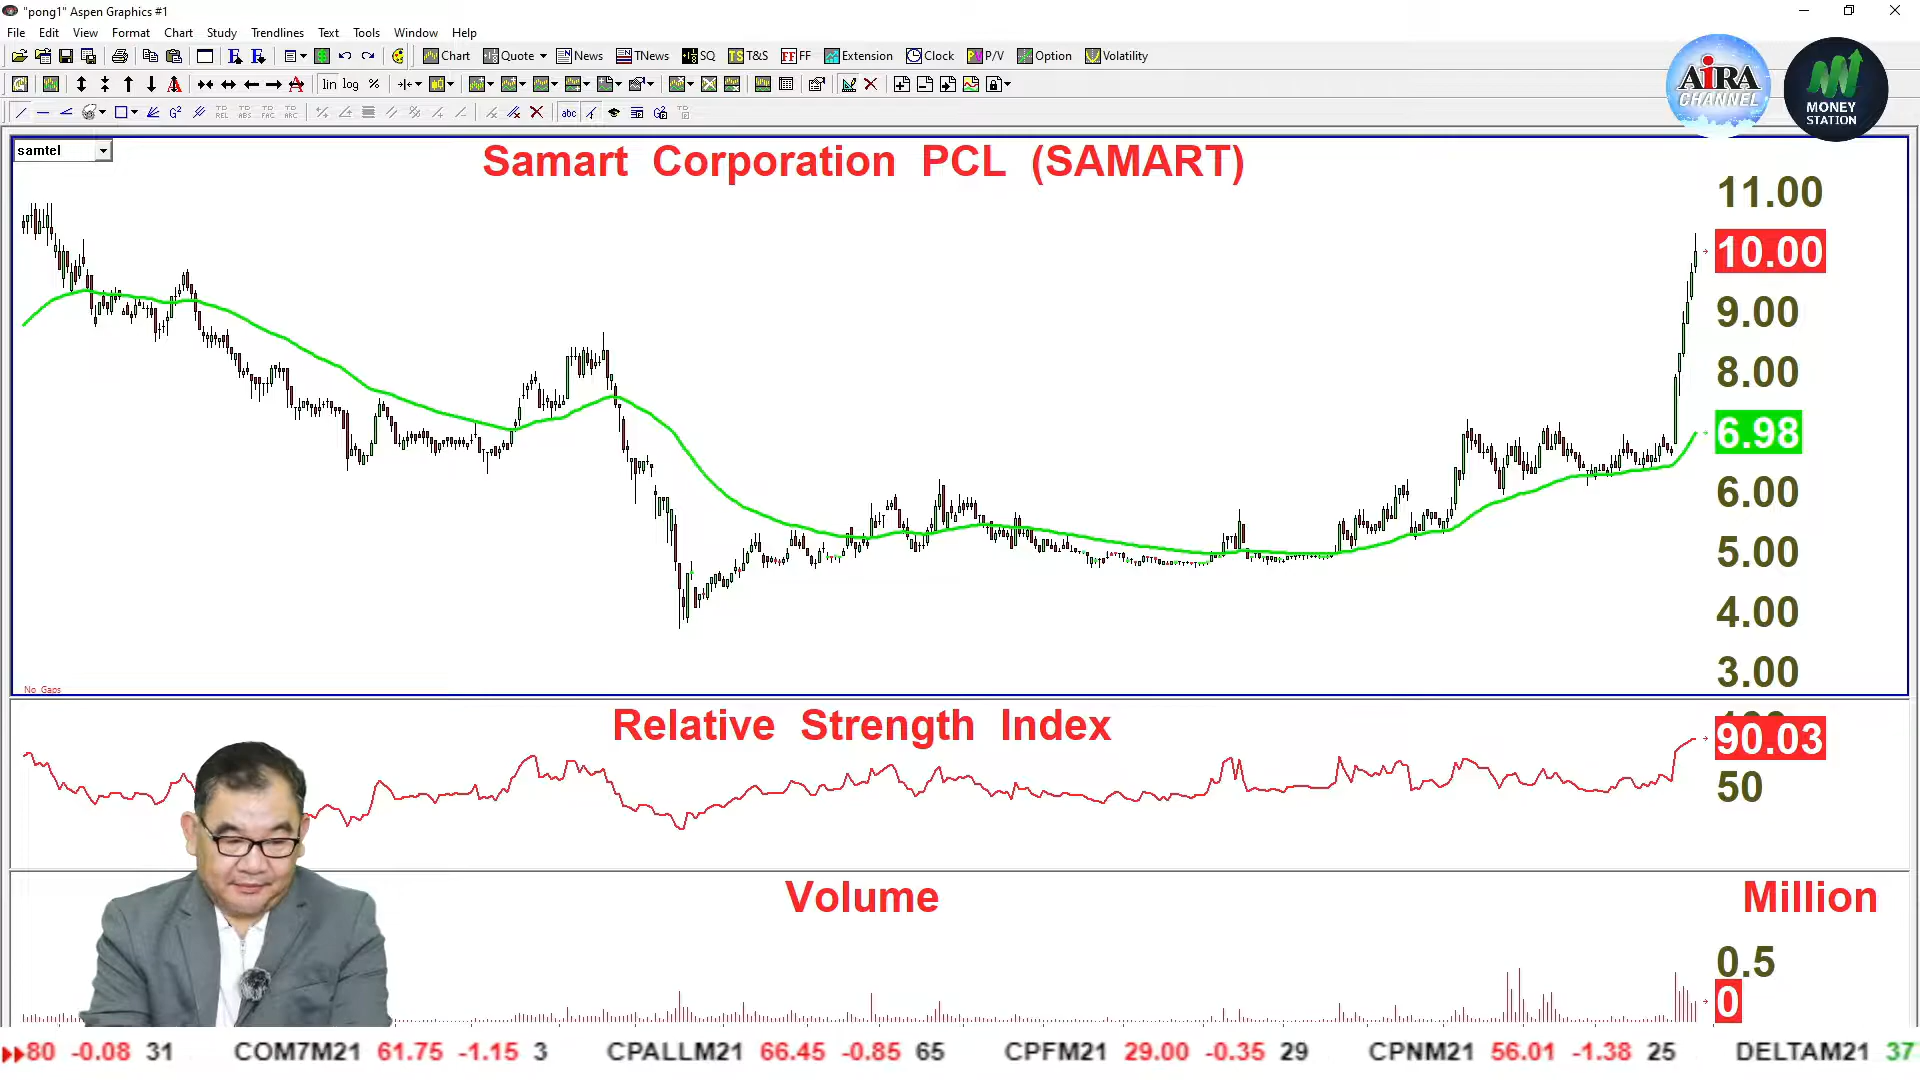 "pong1" Aspen Graphics #1
File Edit View Format Chart Study Trendlines Text Tools Window Help
Chart Quote News TNews SQ TS T&S FF FF Extension Clock P/V Option Volatility
lin log %
abc
AiRA
CHANNEL
MONEY
STATION
samtel
Samart Corporation PCL (SAMART)
11.00
10.00
9.00
8.00
6.98
6.00
5.00
4.00
3.00
No Gaps
Relative Strength Index
90.03
50
Volume
Million
0.5
0
80 -0.08 31 COM7M21 61.75 -1.15 3 CPALLM21 66.45 -0.85 65 CPFM21 29.00 -0.35 29 CPNM21 56.01 -1.38 25 DELTAM21 37